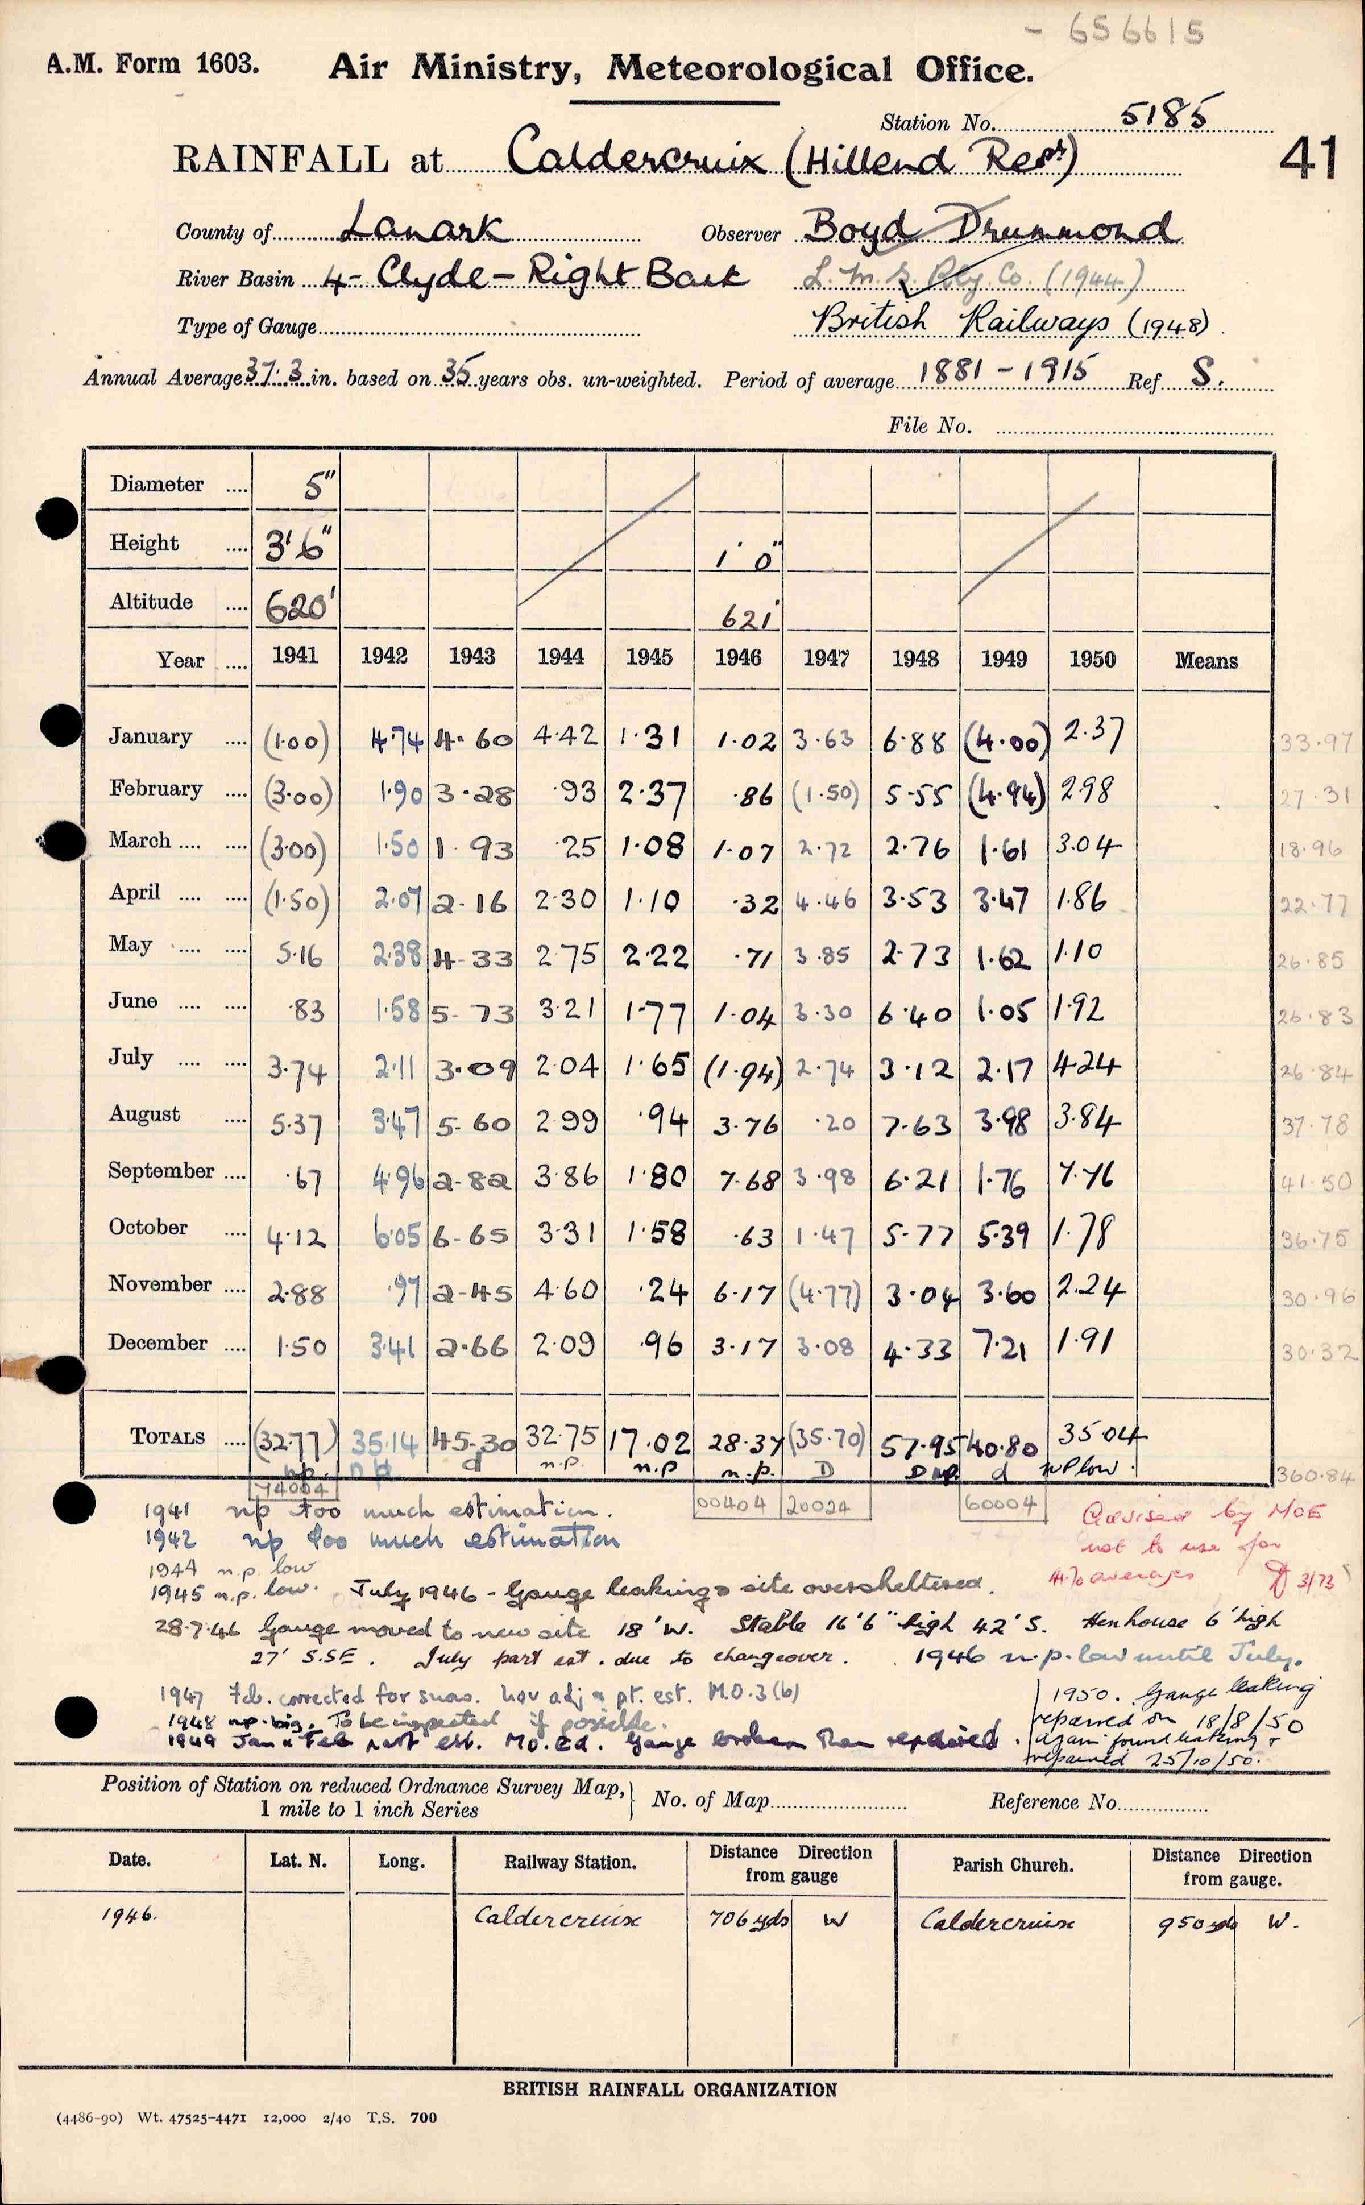 - 656615
A.M. Form 1603. Air Ministry, Meteorological Office.
Station No. 5185
RAINFALL at Caldercruix (Hillend Resr) 41
County of Lanark Observer Boyd Drummond
River Basin 4 - Clyde - Right Bank L.M.S. Rly Co. (1944)
Type of Gauge British Railways (1948).
Annual Average 37.3 in. based on 35 years obs. un-weighted. Period of average 1881 - 1915 Ref S.
File No.
Diameter .... 5"
Height .... 3'6" 1' 0"
Altitude .... 620' 621'
Year .... 1941 1942 1943 1944 1945 1946 1947 1948 1949 1950 Means
January .... (1.00) 4.74 4.60 4.42 1.31 1.02 3.63 6.88 (4.00) 2.37 33.97
February .... (3.00) 1.90 3.28 .93 2.37 .86 (1.50) 5.55 (4.94) 2.98 27.31
March .... .... (3.00) 1.50 1.93 .25 1.08 1.07 2.72 2.76 1.61 3.04 18.96
April .... .... (1.50) 2.07 2.16 2.30 1.10 .32 4.46 3.53 3.47 1.86 22.77
May .... .... 5.16 2.38 4.33 2.75 2.22 .71 3.85 2.73 1.62 1.10 26.85
June .... .... .83 1.58 5.73 3.21 1.77 1.04 3.30 6.40 1.05 1.92 26.83
July .... .... 3.74 2.11 3.09 2.04 1.65 (1.94) 2.74 3.12 2.17 4.24 26.84
August .... 5.37 3.47 5.60 2.99 .94 3.76 .20 7.63 3.98 3.84 37.78
September .... .67 4.96 2.82 3.86 1.80 7.68 3.98 6.21 1.76 7.76 41.50
October .... 4.12 6.05 6.65 3.31 1.58 .63 1.47 5.77 5.39 1.78 36.75
November .... 2.88 .97 2.45 4.60 .24 6.17 (4.77) 3.04 3.60 2.24 30.96
December .... 1.50 3.41 2.66 2.09 .96 3.17 3.08 4.33 7.21 1.91 30.32
TOTALS .... (32.77) 35.14 45.30 32.75 17.02 28.37 (35.70) 57.95 40.80 35.04
np. np d n.p. n.p n.p. D D np. d np low. 360.84
74004 00404 20024 60004
1941 np too much estimation. Advised by MOE
1942 np too much estimation not to use for
1944 n.p. low
1945 n.p. low. July 1946 - Gauge leaking & site oversheltered. averages 3/73
28.7.46 Gauge moved to new site 18' W. Stable 16'6" high 42' S. Hen house 6' high
27' S.SE. July part est. due to changeover. 1946 n.p. low until July.
1947 Feb. corrected for snow. Nov adj & pt. est. M.O.3(b) 1950. Gauge leaking
1948 np. big. To be inspected if possible. repaired on 18/8/50
1949 Jan & Feb part est. Gauge broken then repaired. Again found leaking &
repaired 25/10/50.
Position of Station on reduced Ordnance Survey Map, No. of Map Reference No.
1 mile to 1 inch Series
Date. Lat. N. Long. Railway Station. Distance from gauge Direction Parish Church. Distance from gauge. Direction
1946. Caldercruix 706 yds W Caldercruix 950 yds W.
BRITISH RAINFALL ORGANIZATION
(4486-90) Wt. 47525-4471 12,000 2/40 T.S. 700